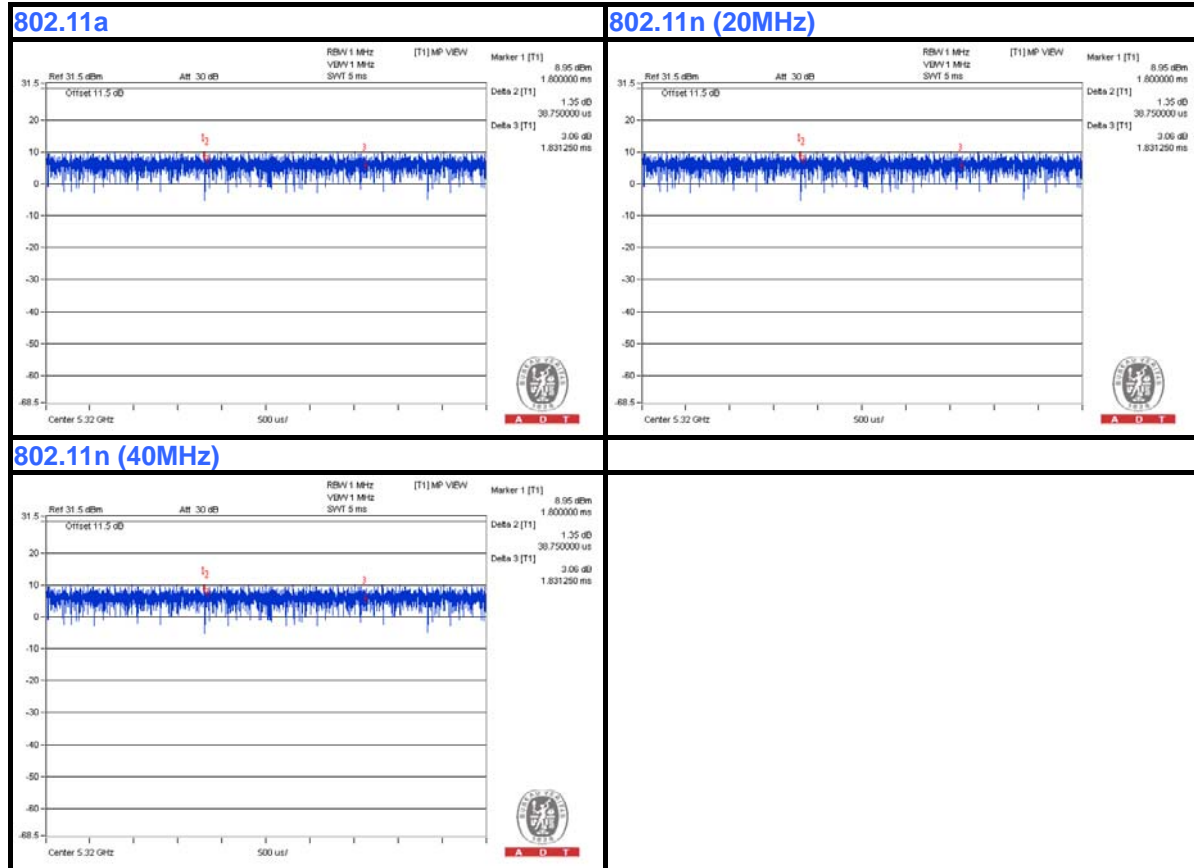 802.11a
RBW 1 MHz
[T1] MP VIEW
Marker 1 [T1]
VBW 1 MHz
8.95 dBm
Ref 31.5 dBm
Att 30 dB
SWT 5 ms
1.800000 ms
31.5
Offset 11.5 dB
Delta 2 [T1]
1.35 dB
38.750000 us
Delta 3 [T1]
3.06 dB
1.831250 ms
20
10
0
-10
-20
-30
-40
-50
-60
-68.5
Center 5.32 GHz
500 us/
BUREAU VERITAS
1828
A D T
802.11n (20MHz)
RBW 1 MHz
[T1] MP VIEW
Marker 1 [T1]
VBW 1 MHz
8.95 dBm
Ref 31.5 dBm
Att 30 dB
SWT 5 ms
1.800000 ms
31.5
Offset 11.5 dB
Delta 2 [T1]
1.35 dB
38.750000 us
Delta 3 [T1]
3.06 dB
1.831250 ms
20
10
0
-10
-20
-30
-40
-50
-60
-68.5
Center 5.32 GHz
500 us/
BUREAU VERITAS
1828
A D T
802.11n (40MHz)
RBW 1 MHz
[T1] MP VIEW
Marker 1 [T1]
VBW 1 MHz
8.95 dBm
Ref 31.5 dBm
Att 30 dB
SWT 5 ms
1.800000 ms
31.5
Offset 11.5 dB
Delta 2 [T1]
1.35 dB
38.750000 us
Delta 3 [T1]
3.06 dB
1.831250 ms
20
10
0
-10
-20
-30
-40
-50
-60
-68.5
Center 5.32 GHz
500 us/
BUREAU VERITAS
1828
A D T